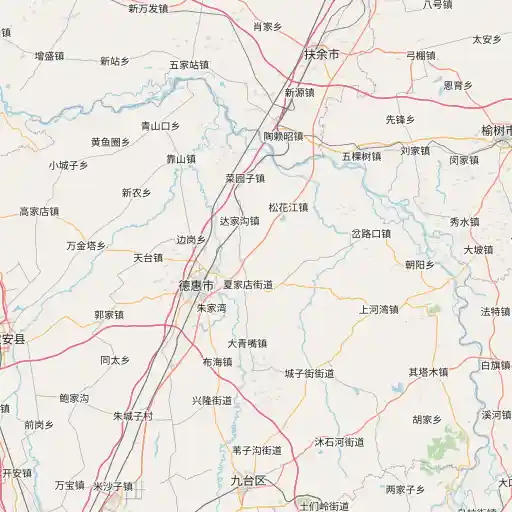 新万发镇
肖家乡
八号镇
太安乡
增盛镇
新站乡
五家站镇
扶余市
弓棚镇
恩育乡
新源镇
青山口乡
陶赖昭镇
先锋乡
榆树市
黄鱼圈乡
靠山镇
五棵树镇
刘家镇
闵家镇
小城子乡
菜园子镇
新农乡
高家店镇
松花江镇
达家沟镇
秀水镇
万金塔乡
边岗乡
岔路口镇
大坡镇
天台镇
朝阳乡
德惠市
夏家店街道
郭家镇
朱家湾
上河湾镇
法特镇
安县
大青嘴镇
同太乡
布海镇
城子街街道
其塔木镇
白旗镇
鲍家沟
兴隆街道
朱城子村
前岗乡
胡家乡
溪河镇
沐石河街道
苇子沟街道
开安镇
九台区
万宝镇
米沙子镇
两家子乡
土们岭街道